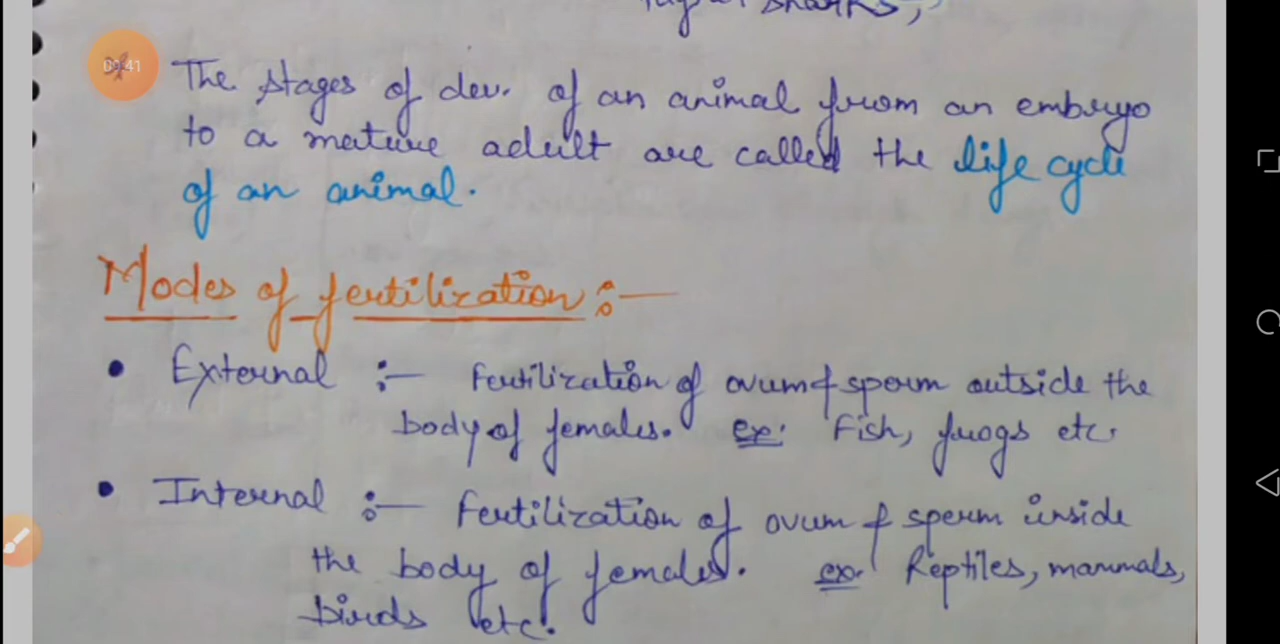 sharks,
The stages of dev. of an animal from an embryo
to a mature adult are called the life cycle
of an animal.
Modes of fertilization :—
• External :— Fertilization of ovum & sperm outside the
body of females. ex: Fish, frogs etc.
• Internal :— Fertilization of ovum & sperm inside
the body of females. ex. Reptiles, mammals,
birds etc.